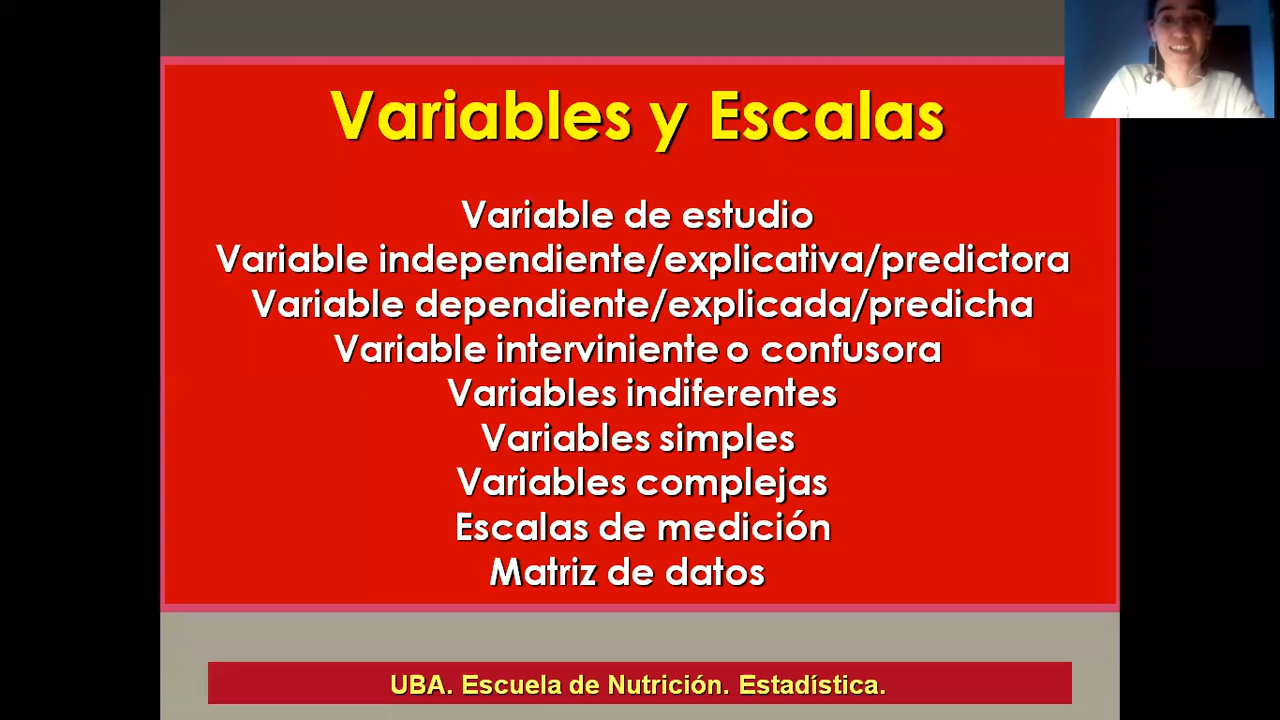 Variables y Escalas
Variable de estudio
Variable independiente/explicativa/predictora
Variable dependiente/explicada/predicha
Variable interviniente o confusora
Variables indiferentes
Variables simples
Variables complejas
Escalas de medición
Matriz de datos
UBA. Escuela de Nutrición. Estadística.